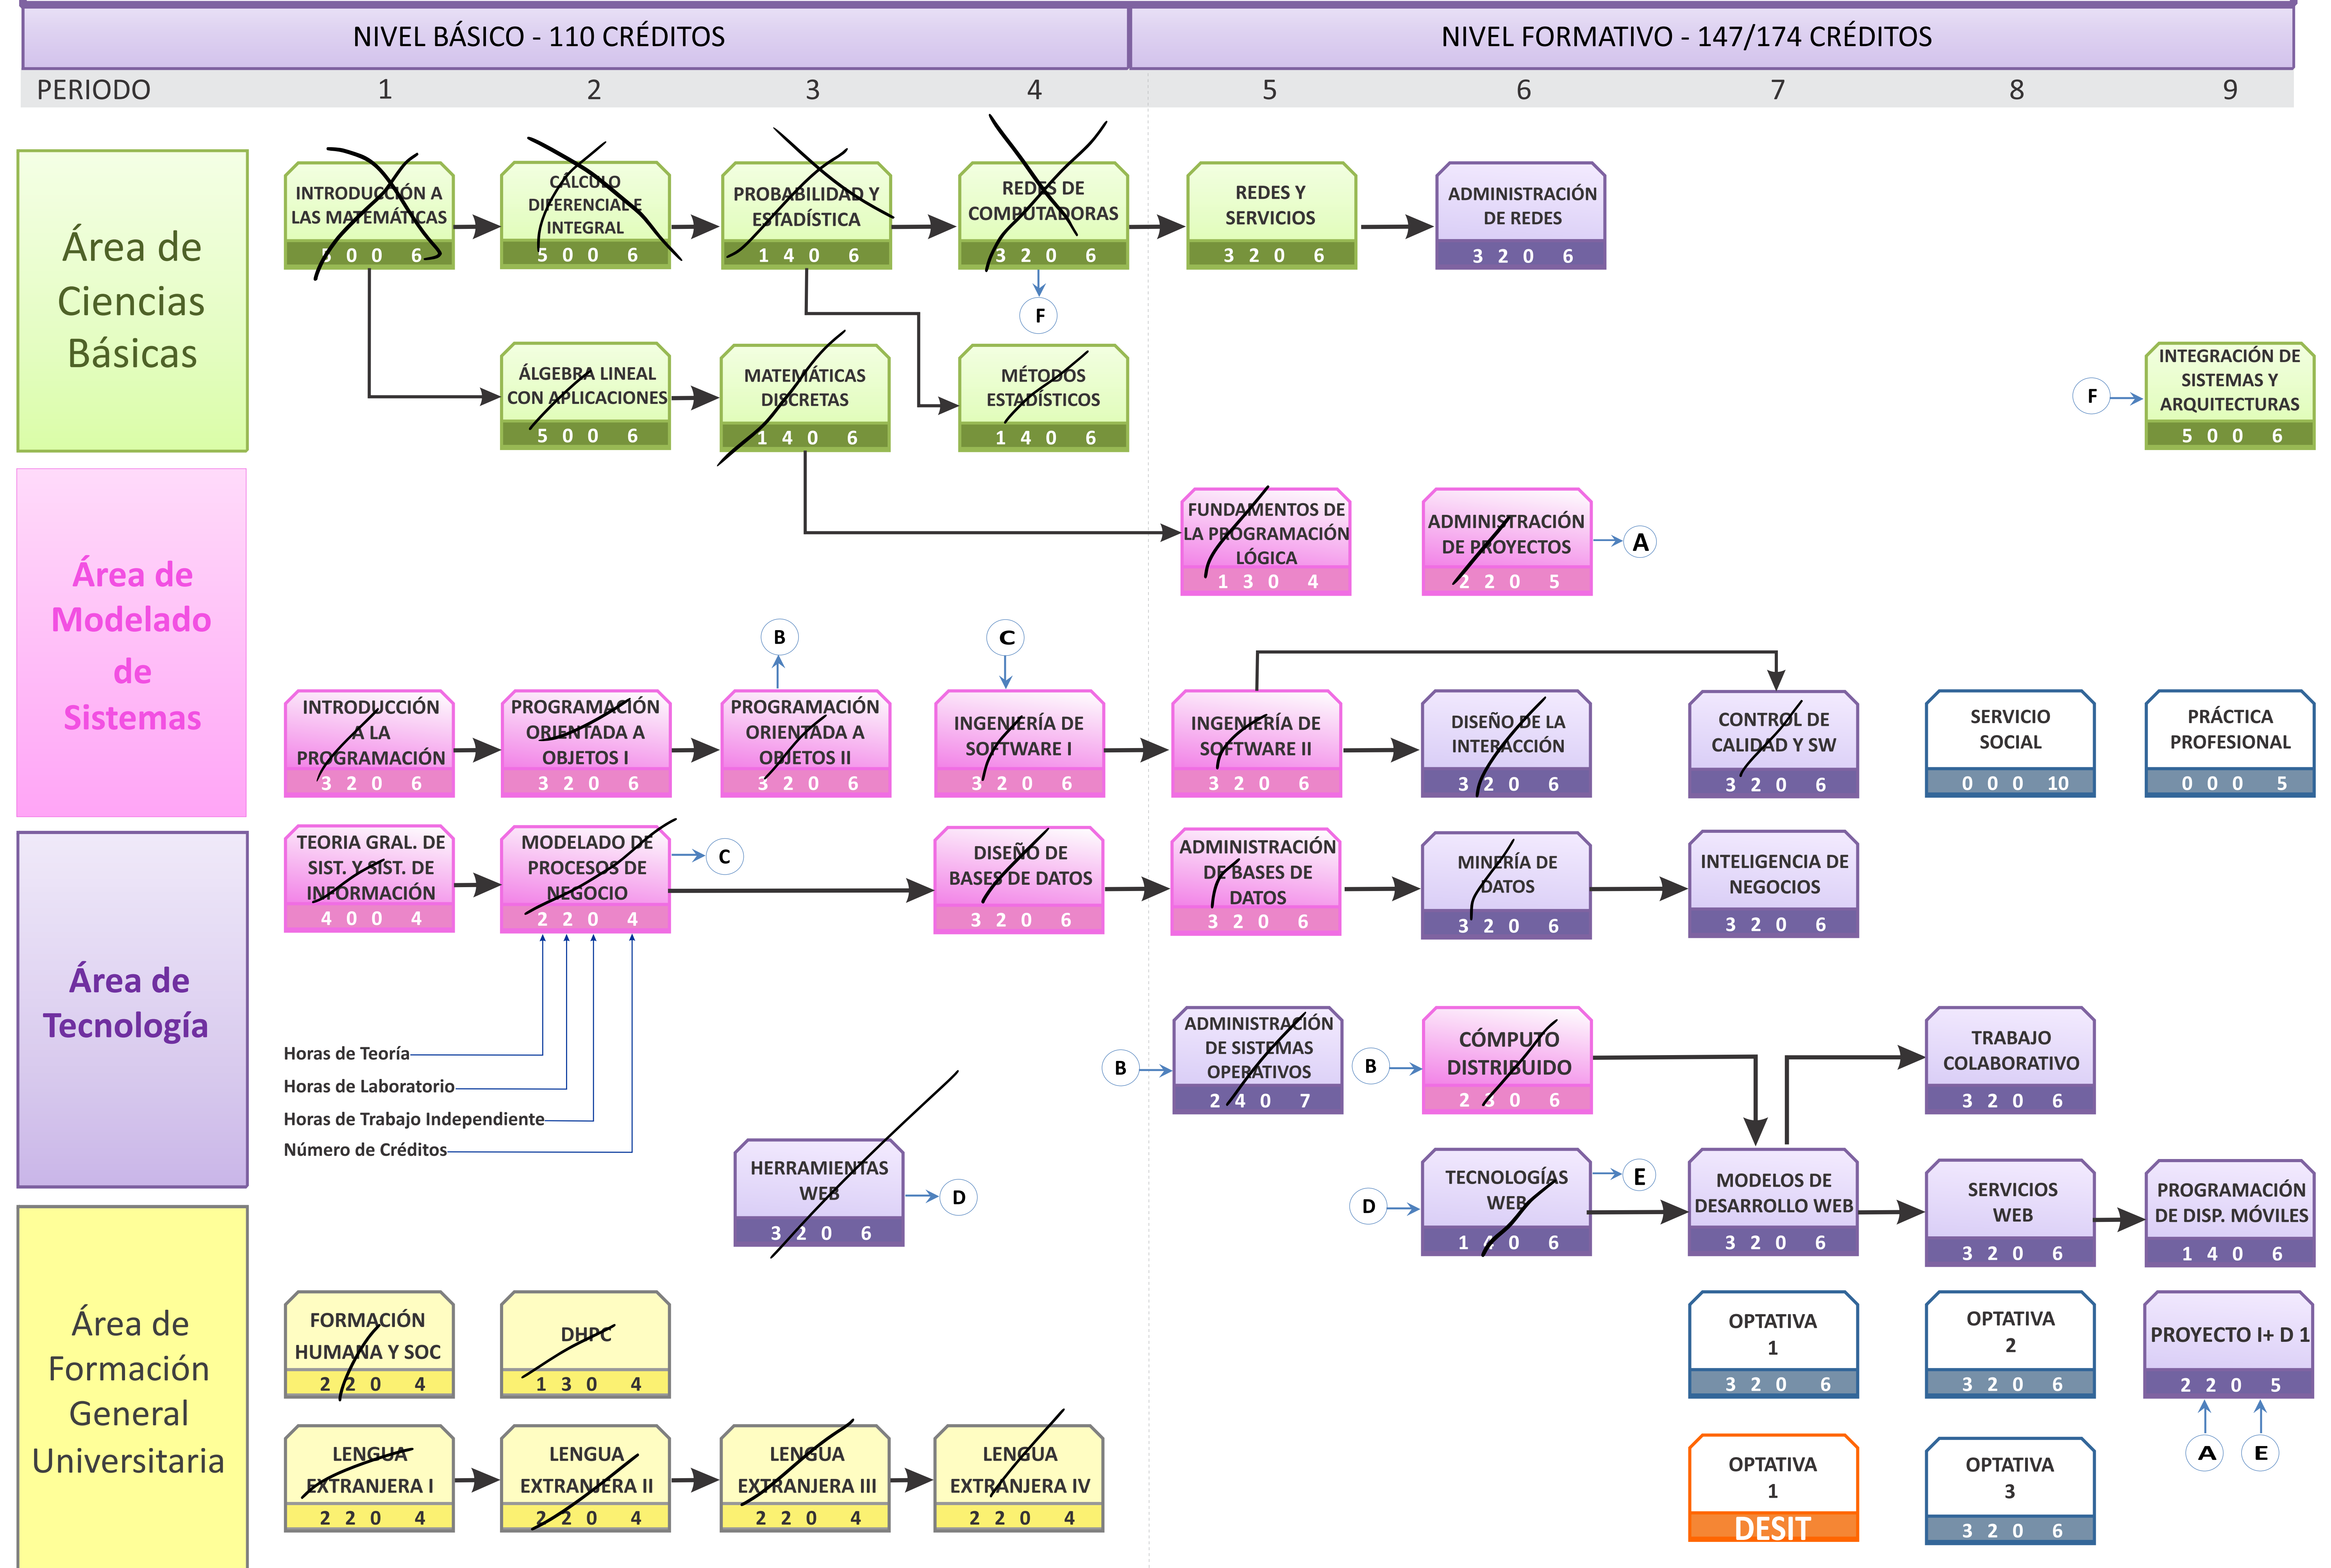 NIVEL BÁSICO - 110 CRÉDITOS
NIVEL FORMATIVO - 147/174 CRÉDITOS
PERIODO 1 2 3 4 5 6 7 8 9
Área de
Ciencias
Básicas
INTRODUCCIÓN A
LAS MATEMÁTICAS
5 0 0 6
CÁLCULO
DIFERENCIAL E
INTEGRAL
5 0 0 6
PROBABILIDAD Y
ESTADÍSTICA
1 4 0 6
REDES DE
COMPUTADORAS
3 2 0 6
F
REDES Y
SERVICIOS
3 2 0 6
ADMINISTRACIÓN
DE REDES
3 2 0 6
ÁLGEBRA LINEAL
CON APLICACIONES
5 0 0 6
MATEMÁTICAS
DISCRETAS
1 4 0 6
MÉTODOS
ESTADÍSTICOS
1 4 0 6
F
INTEGRACIÓN DE
SISTEMAS Y
ARQUITECTURAS
5 0 0 6
Área de
Modelado
de
Sistemas
FUNDAMENTOS DE
LA PROGRAMACIÓN
LÓGICA
1 3 0 4
ADMINISTRACIÓN
DE PROYECTOS
2 2 0 5
A
B
C
INTRODUCCIÓN
A LA
PROGRAMACIÓN
3 2 0 6
PROGRAMACIÓN
ORIENTADA A
OBJETOS I
3 2 0 6
PROGRAMACIÓN
ORIENTADA A
OBJETOS II
3 2 0 6
INGENIERÍA DE
SOFTWARE I
3 2 0 6
INGENIERÍA DE
SOFTWARE II
3 2 0 6
DISEÑO DE LA
INTERACCIÓN
3 2 0 6
CONTROL DE
CALIDAD Y SW
3 2 0 6
SERVICIO
SOCIAL
0 0 0 10
PRÁCTICA
PROFESIONAL
0 0 0 5
Área de
Tecnología
TEORIA GRAL. DE
SIST. Y SIST. DE
INFORMACIÓN
4 0 0 4
MODELADO DE
PROCESOS DE
NEGOCIO
2 2 0 4
C
DISEÑO DE
BASES DE DATOS
3 2 0 6
ADMINISTRACIÓN
DE BASES DE
DATOS
3 2 0 6
MINERÍA DE
DATOS
3 2 0 6
INTELIGENCIA DE
NEGOCIOS
3 2 0 6
Horas de Teoría
Horas de Laboratorio
Horas de Trabajo Independiente
Número de Créditos
B
ADMINISTRACIÓN
DE SISTEMAS
OPERATIVOS
2 4 0 7
B
CÓMPUTO
DISTRIBUIDO
2 3 0 6
TRABAJO
COLABORATIVO
3 2 0 6
HERRAMIENTAS
WEB
3 2 0 6
D
D
TECNOLOGÍAS
WEB
1 4 0 6
E
MODELOS DE
DESARROLLO WEB
3 2 0 6
SERVICIOS
WEB
3 2 0 6
PROGRAMACIÓN
DE DISP. MÓVILES
1 4 0 6
Área de
Formación
General
Universitaria
FORMACIÓN
HUMANA Y SOC
2 2 0 4
DHPC
1 3 0 4
OPTATIVA
1
3 2 0 6
OPTATIVA
2
3 2 0 6
PROYECTO I+ D 1
2 2 0 5
A
E
LENGUA
EXTRANJERA I
2 2 0 4
LENGUA
EXTRANJERA II
2 2 0 4
LENGUA
EXTRANJERA III
2 2 0 4
LENGUA
EXTRANJERA IV
2 2 0 4
OPTATIVA
1
DESIT
OPTATIVA
3
3 2 0 6